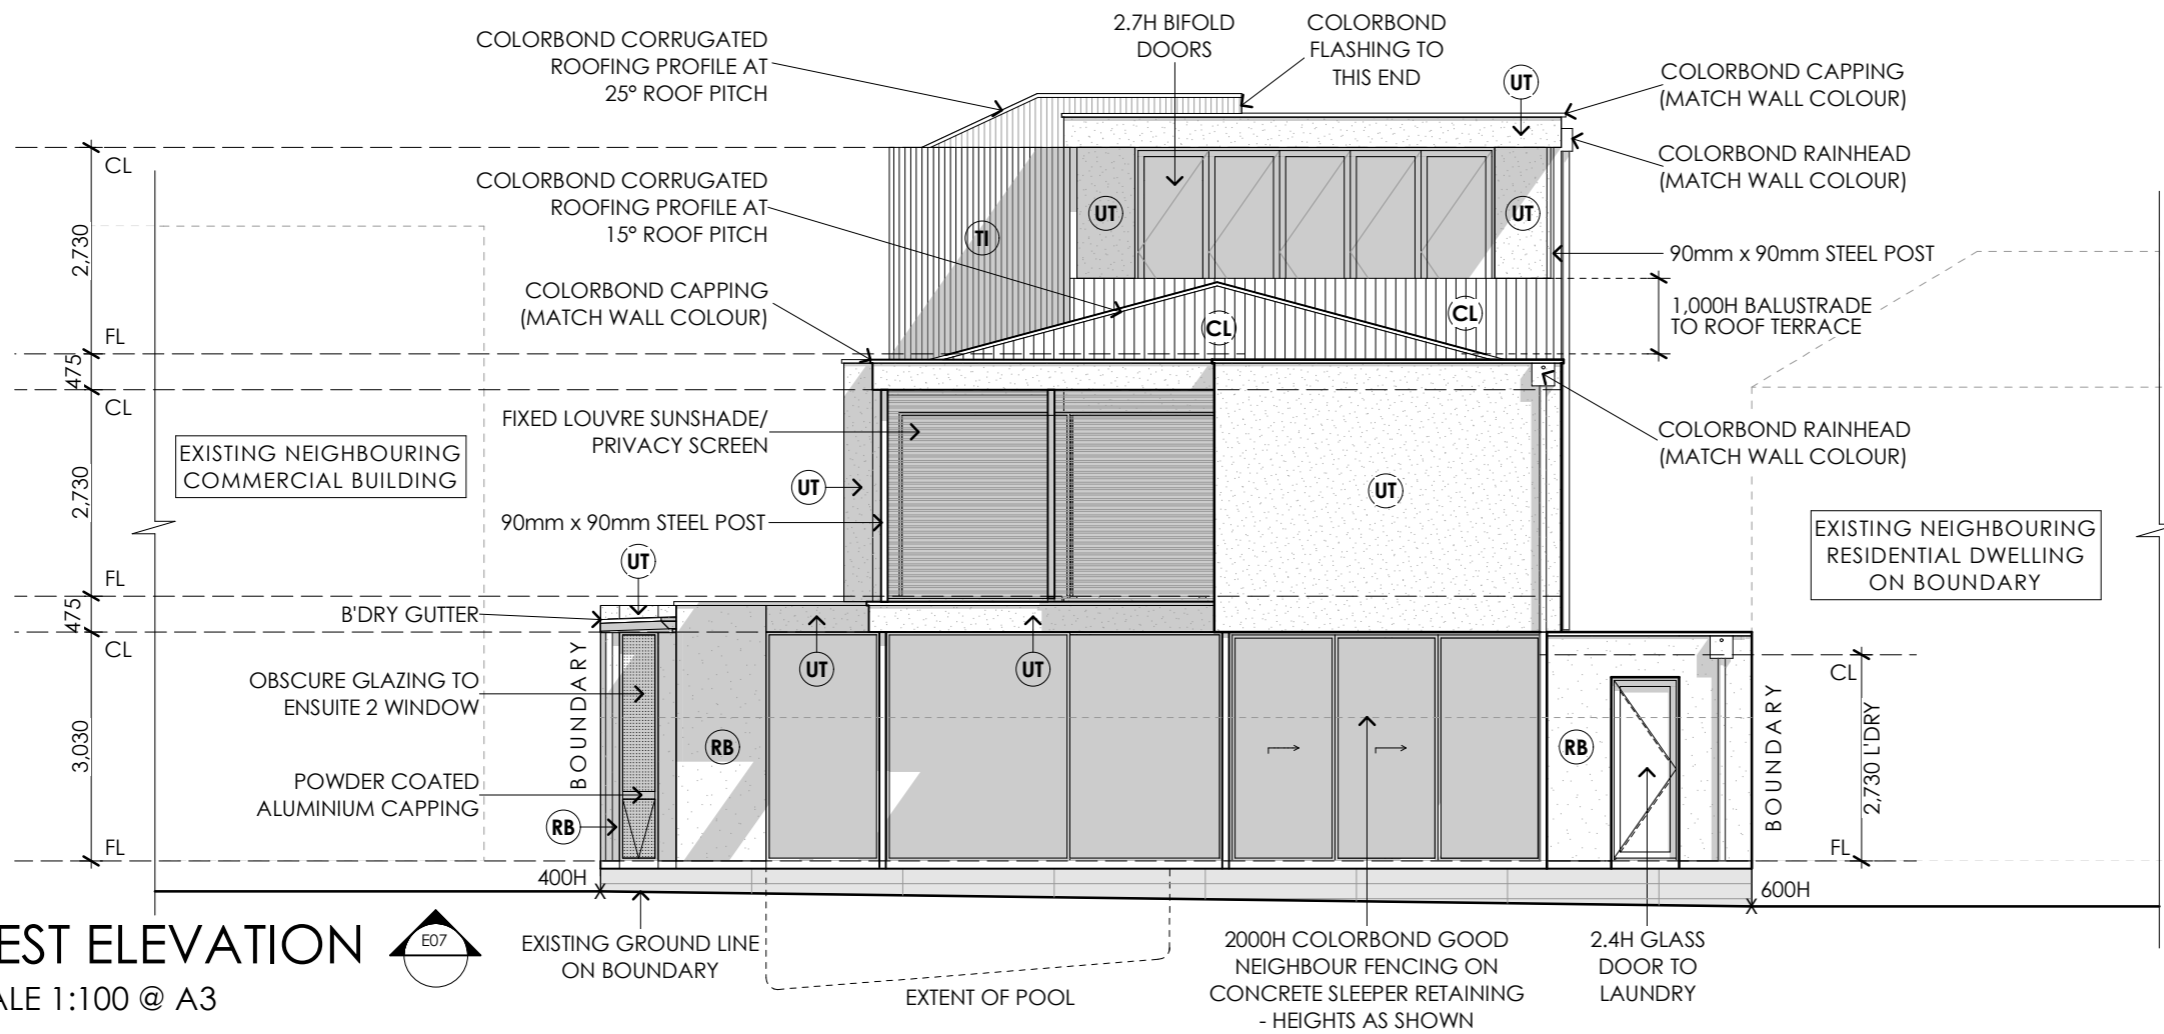 COLORBOND CORRUGATED
ROOFING PROFILE AT
25° ROOF PITCH
2.7H BIFOLD
DOORS
COLORBOND
FLASHING TO
THIS END
UT
COLORBOND CAPPING
(MATCH WALL COLOUR)
COLORBOND RAINHEAD
(MATCH WALL COLOUR)
CL
2,730
FL
COLORBOND CORRUGATED
ROOFING PROFILE AT
15° ROOF PITCH
TI
UT
UT
90mm x 90mm STEEL POST
COLORBOND CAPPING
(MATCH WALL COLOUR)
CL
CL
1,000H BALUSTRADE
TO ROOF TERRACE
475
CL
2,730
FL
EXISTING NEIGHBOURING
COMMERCIAL BUILDING
FIXED LOUVRE SUNSHADE/
PRIVACY SCREEN
COLORBOND RAINHEAD
(MATCH WALL COLOUR)
UT
UT
90mm x 90mm STEEL POST
UT
EXISTING NEIGHBOURING
RESIDENTIAL DWELLING
ON BOUNDARY
475
B'DRY GUTTER
CL
3,030
FL
OBSCURE GLAZING TO
ENSUITE 2 WINDOW
BOUNDARY
UT
UT
RB
RB
POWDER COATED
ALUMINIUM CAPPING
RB
BOUNDARY
CL
2,730 L'DRY
FL
400H
600H
EST ELEVATION
E07
ALE 1:100 @ A3
EXISTING GROUND LINE
ON BOUNDARY
EXTENT OF POOL
2000H COLORBOND GOOD
NEIGHBOUR FENCING ON
CONCRETE SLEEPER RETAINING
- HEIGHTS AS SHOWN
2.4H GLASS
DOOR TO
LAUNDRY